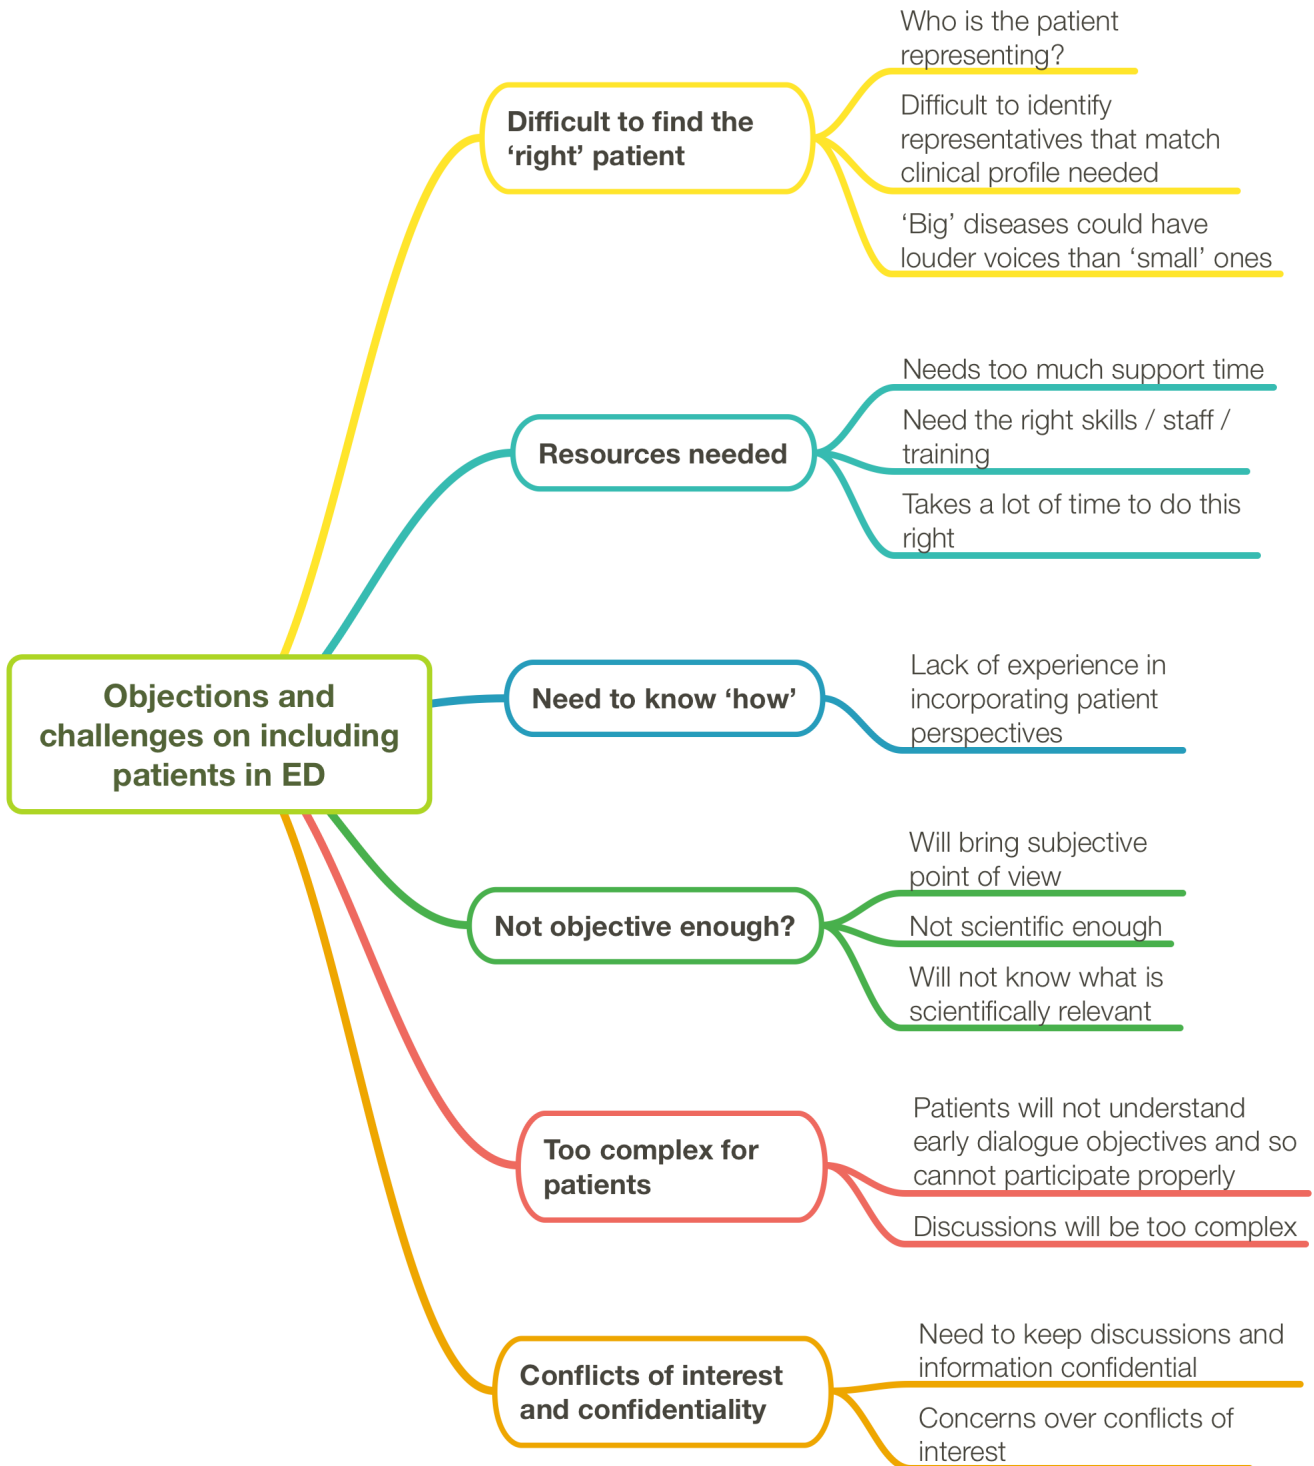 Who is the patient
representing?
Difficult to find the
‘right’ patient
Difficult to identify
representatives that match
clinical profile needed
‘Big’ diseases could have
louder voices than ‘small’ ones
Resources needed
Needs too much support time
Need the right skills / staff /
training
Takes a lot of time to do this
right
Objections and
challenges on including
patients in ED
Need to know ‘how’
Lack of experience in
incorporating patient
perspectives
Not objective enough?
Will bring subjective
point of view
Not scientific enough
Will not know what is
scientifically relevant
Too complex for
patients
Patients will not understand
early dialogue objectives and so
cannot participate properly
Discussions will be too complex
Conflicts of interest
and confidentiality
Need to keep discussions and
information confidential
Concerns over conflicts of
interest